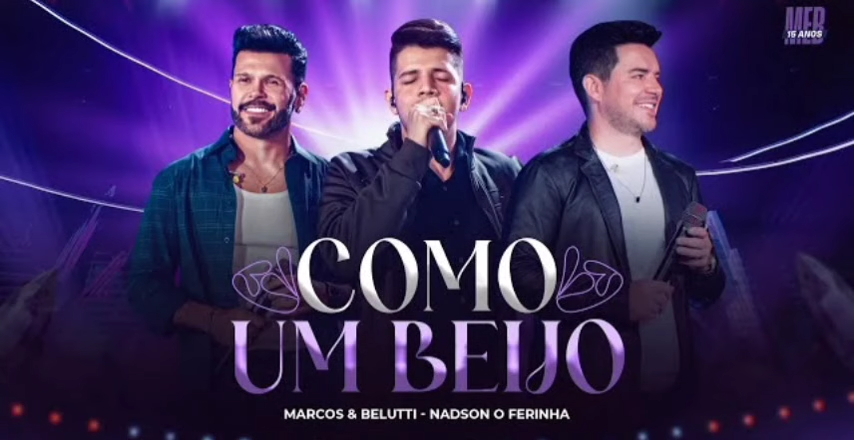 MEB
15 ANOS
COMO
UM BEIJO
MARCOS & BELUTTI - NADSON O FERINHA